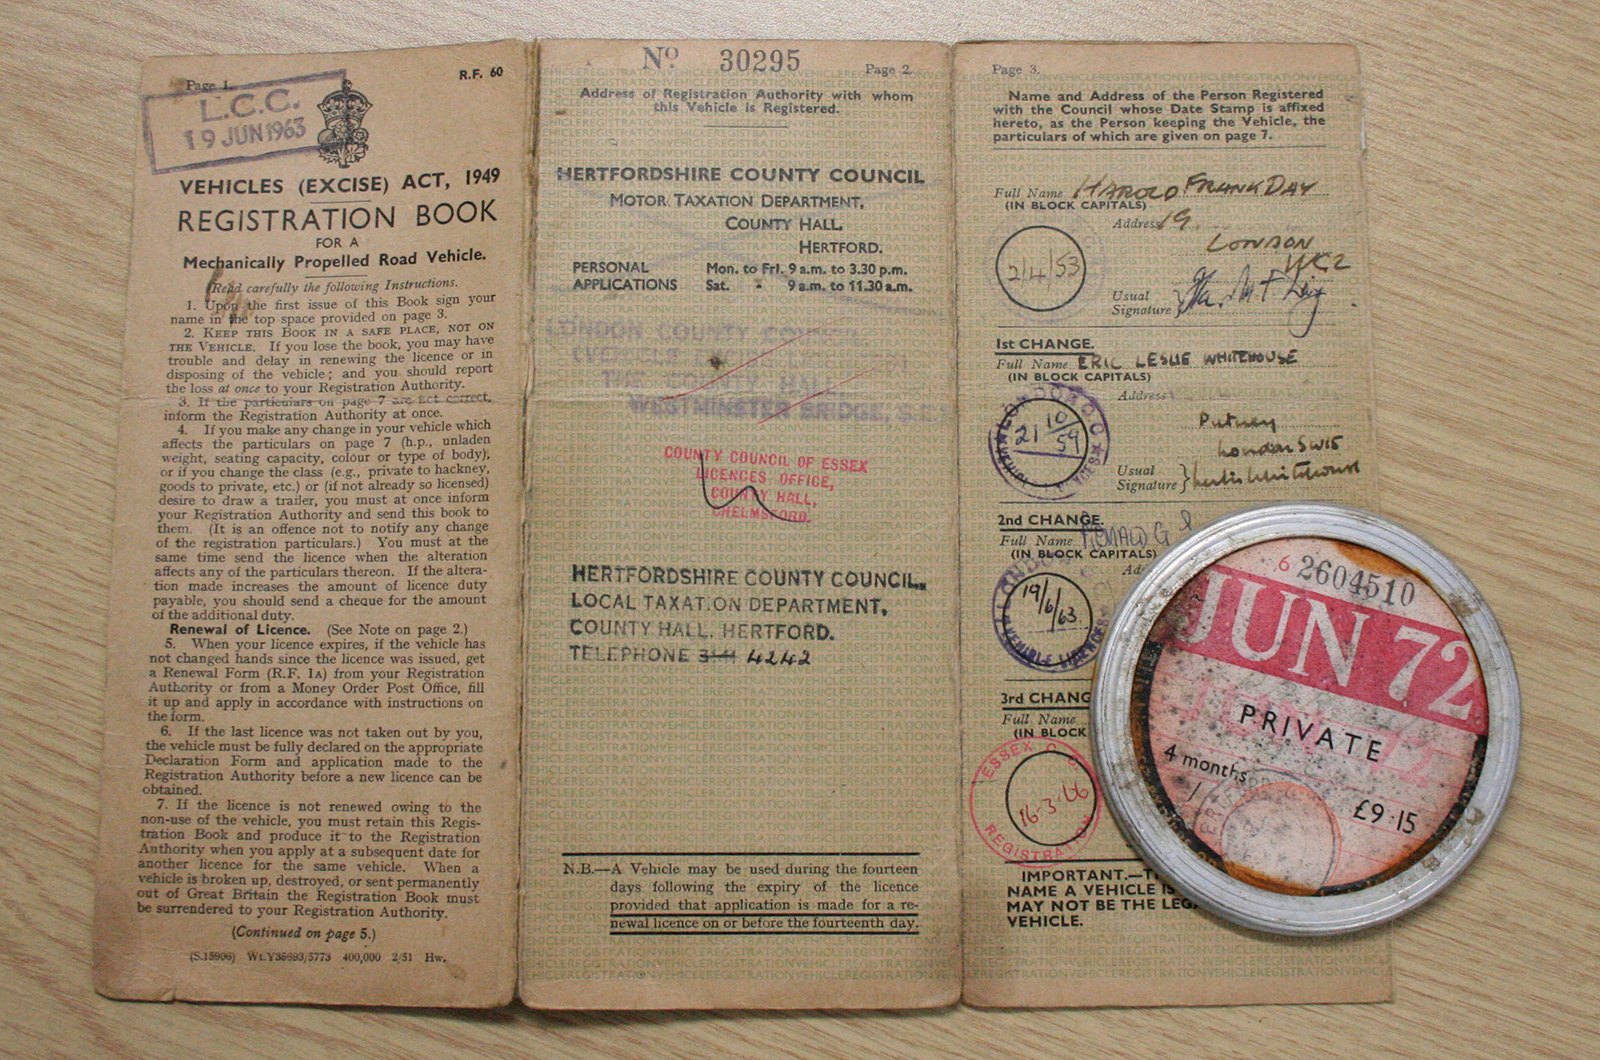 Page 1.
R.F. 60
L.C.C.
19 JUN 1963
VEHICLES (EXCISE) ACT, 1949
REGISTRATION BOOK
FOR A
Mechanically Propelled Road Vehicle.
(Read carefully the following Instructions.
1. Upon the first issue of this Book sign your
name in the top space provided on page 3.
2. KEEP THIS BOOK IN A SAFE PLACE, NOT ON
THE VEHICLE. If you lose the book, you may have
trouble and delay in renewing the licence or in
disposing of the vehicle; and you should report
the loss at once to your Registration Authority.
3. If the particulars on page 7 are not correct,
inform the Registration Authority at once.
4. If you make any change in your vehicle which
affects the particulars on page 7 (h.p., unladen
weight, seating capacity, colour or type of body),
or if you change the class (e.g., private to hackney,
goods to private, etc.) or (if not already so licensed)
desire to draw a trailer, you must at once inform
your Registration Authority and send this book to
them. (It is an offence not to notify any change
of the registration particulars.) You must at the
same time send the licence when the alteration
affects any of the particulars thereon. If the altera-
tion made increases the amount of licence duty
payable, you should send a cheque for the amount
of the additional duty.
Renewal of Licence. (See Note on page 2.)
5. When your licence expires, if the vehicle has
not changed hands since the licence was issued, get
a Renewal Form (R.F. 1A) from your Registration
Authority or from a Money Order Post Office, fill
it up and apply in accordance with instructions on
the form.
6. If the last licence was not taken out by you,
the vehicle must be fully declared on the appropriate
Declaration Form and application made to the
Registration Authority before a new licence can be
obtained.
7. If the licence is not renewed owing to the
non-use of the vehicle, you must retain this Regis-
tration Book and produce it to the Registration
Authority when you apply at a subsequent date for
another licence for the same vehicle. When a
vehicle is broken up, destroyed, or sent permanently
out of Great Britain the Registration Book must
be surrendered to your Registration Authority.
(Continued on page 5.)
(S.15906) Wt.Y35693/5773 400,000 2/51 Hw.
Nº 30295
Page 2.
Address of Registration Authority with whom
this Vehicle is Registered.
HERTFORDSHIRE COUNTY COUNCIL
MOTOR TAXATION DEPARTMENT,
COUNTY HALL,
HERTFORD.
PERSONAL Mon. to Fri. 9 a.m. to 3.30 p.m.
APPLICATIONS Sat. " 9 a.m. to 11.30 a.m.
LONDON COUNTY COUNCIL
THE COUNTY HALL,
WESTMINSTER BRIDGE, S.E.
COUNTY COUNCIL OF ESSEX
LICENCES OFFICE,
COUNTY HALL,
CHELMSFORD.
HERTFORDSHIRE COUNTY COUNCIL.
LOCAL TAXATION DEPARTMENT,
COUNTY HALL. HERTFORD.
TELEPHONE 4242
N.B.—A Vehicle may be used during the fourteen
days following the expiry of the licence
provided that application is made for a re-
newal licence on or before the fourteenth day.
Page 3.
Name and Address of the Person Registered
with the Council whose Date Stamp is affixed
hereto, as the Person keeping the Vehicle, the
particulars of which are given on page 7.
Full Name HAROLD FRANK DAY
(IN BLOCK CAPITALS)
Address 19
LONDON
WC2
2/4/53
Usual
Signature
1st CHANGE.
Full Name ERIC LESLIE WHITEHOUSE
(IN BLOCK CAPITALS)
Address
21 10/59
Putney
London SW15
Usual
Signature Leslie Whitehouse
2nd CHANGE.
Full Name RONALD G
(IN BLOCK CAPITALS)
19/6/63
VEHICLE LICENCES
3rd CHANG
Full Name
(IN BLOCK
ESSEX C.C.
16-3-66
REGISTRATION
IMPORTANT.—T
NAME A VEHICLE IS
MAY NOT BE THE LEGA
VEHICLE.
6 2604510
JUN 72
PRIVATE
4 months
£9·15